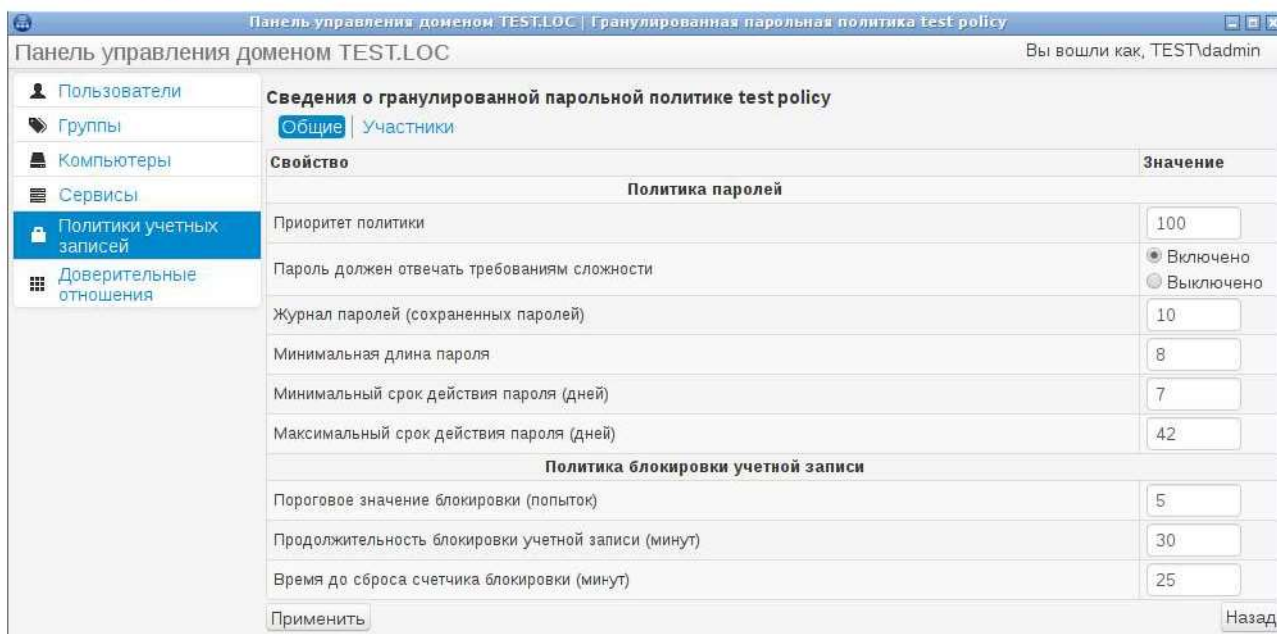 Панель управления доменом TEST.LOC | Гранулированная парольная политика test policy
Панель управления доменом TEST.LOC
Вы вошли как, TEST\dadmin
Пользователи
Группы
Компьютеры
Сервисы
Политики учетных
записей
Доверительные
отношения
Сведения о гранулированной парольной политике test policy
Общие | Участники
Свойство Значение
Политика паролей
Приоритет политики 100
Пароль должен отвечать требованиям сложности Включено
Выключено
Журнал паролей (сохраненных паролей) 10
Минимальная длина пароля 8
Минимальный срок действия пароля (дней) 7
Максимальный срок действия пароля (дней) 42
Политика блокировки учетной записи
Пороговое значение блокировки (попыток) 5
Продолжительность блокировки учетной записи (минут) 30
Время до сброса счетчика блокировки (минут) 25
Применить Назад